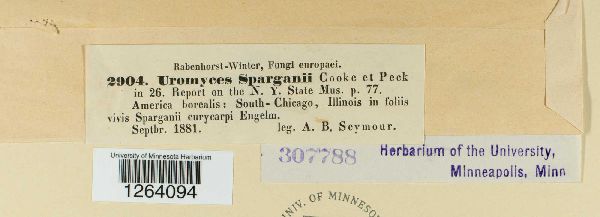 Rabenhorst-Winter, Fungi europaei.
2904. Uromyces Sparganii Cooke et Peck
in 26. Report on the N. Y. State Mus. p. 77.
America borealis: South-Chicago, Illinois in foliis
vivis Sparganii eurycarpi Engelm.
Septbr. 1881. leg. A. B. Seymour.
University of Minnesota Herbarium
1264094
307788
Herbarium of the University,
Minneapolis, Minn
UNIV. OF MINNESO